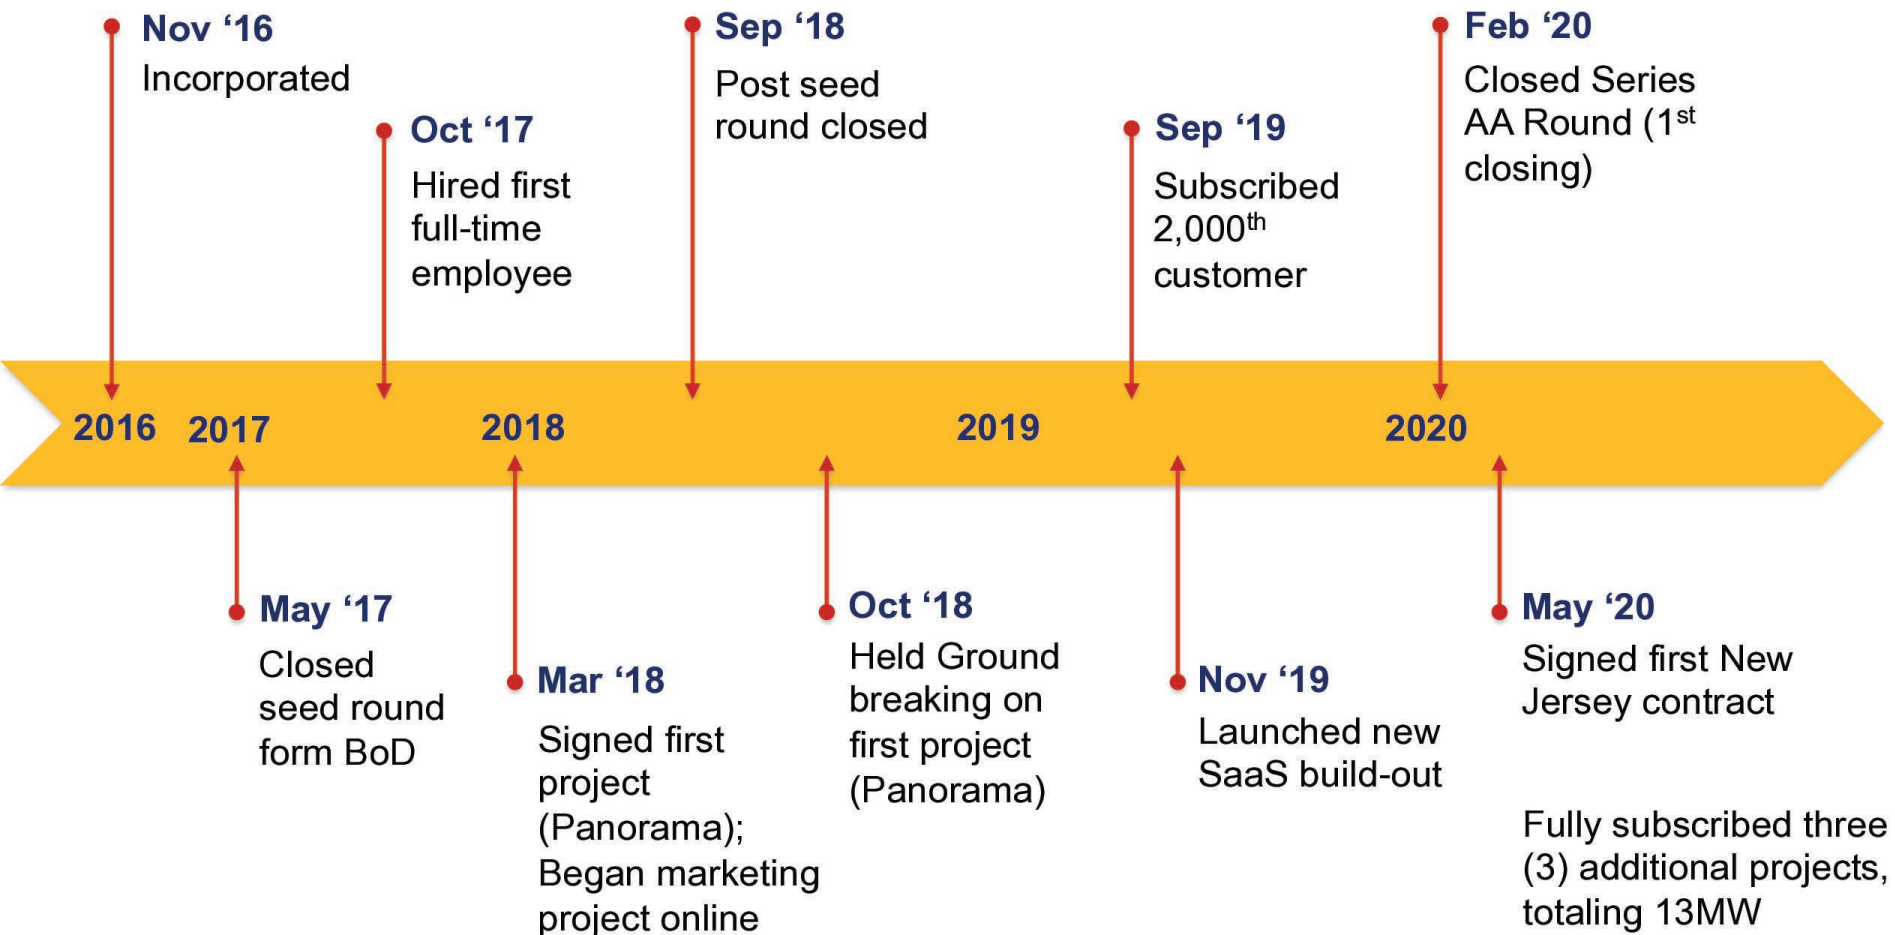 Nov ‘16
Incorporated
Oct ‘17
Hired first
full-time
employee
Sep ‘18
Post seed
round closed
Sep ‘19
Subscribed
2,000th
customer
Feb ‘20
Closed Series
AA Round (1st
closing)
2016
2017
2018
2019
2020
May ‘17
Closed
seed round
form BoD
Mar ‘18
Signed first
project
(Panorama);
Began marketing
project online
Oct ‘18
Held Ground
breaking on
first project
(Panorama)
Nov ‘19
Launched new
SaaS build-out
May ‘20
Signed first New
Jersey contract
Fully subscribed three
(3) additional projects,
totaling 13MW